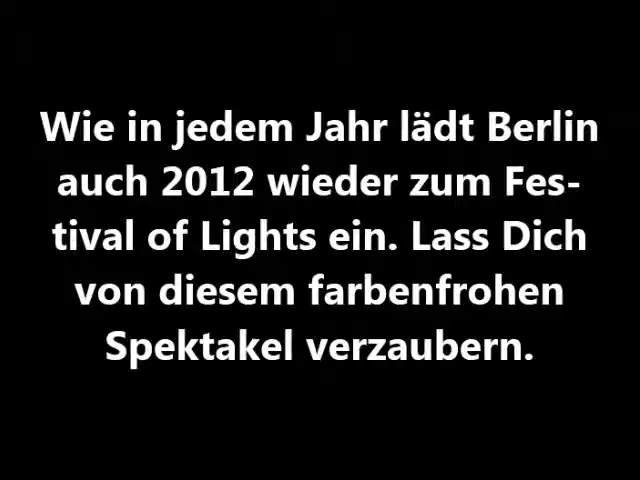 Wie in jedem Jahr lädt Berlin
auch 2012 wieder zum Fes-
tival of Lights ein. Lass Dich
von diesem farbenfrohen
Spektakel verzaubern.